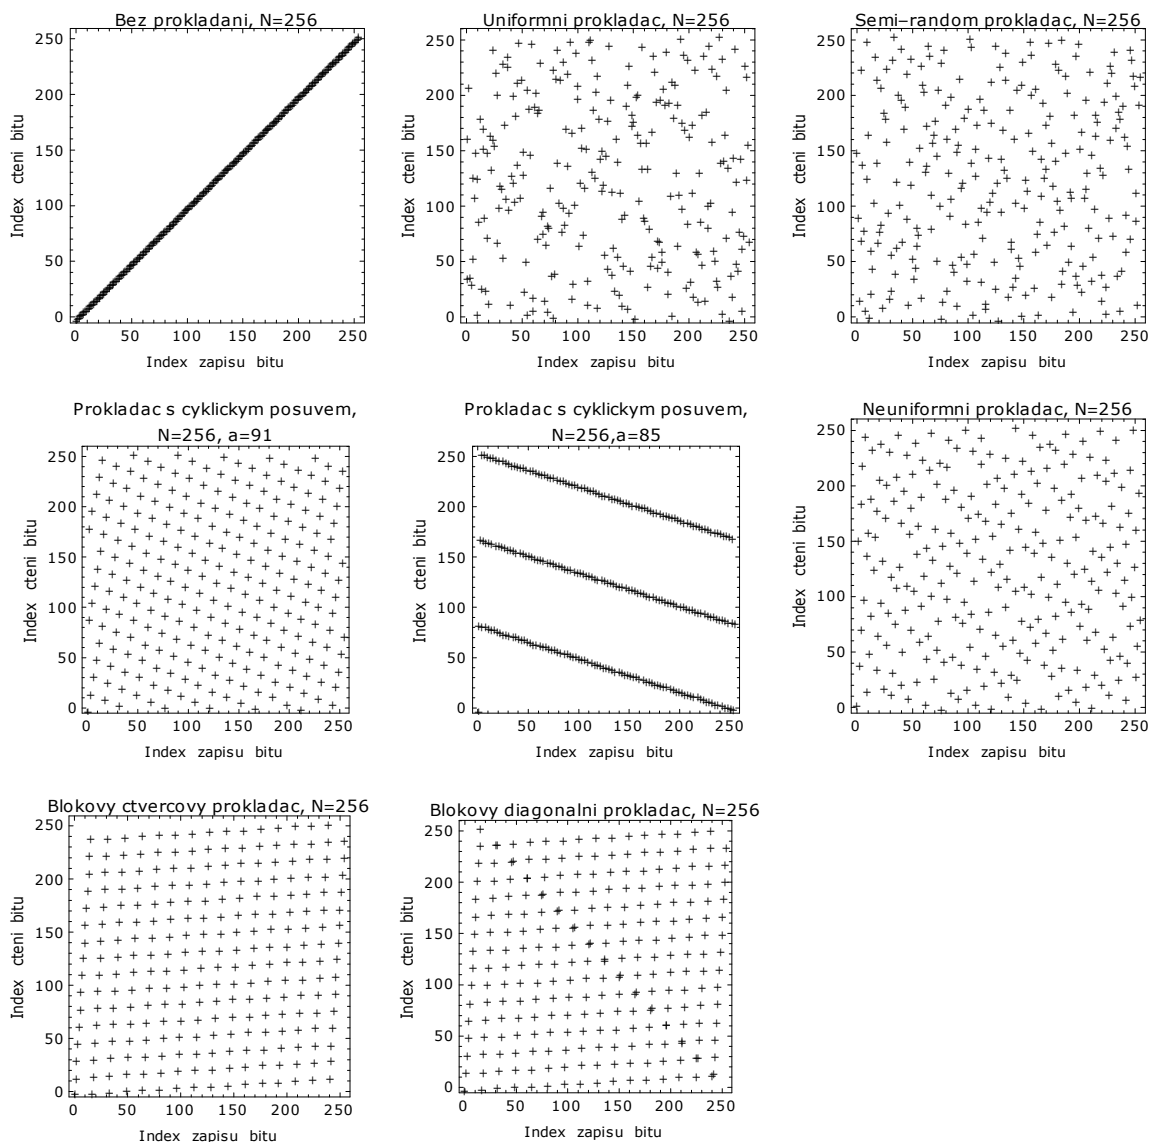 Bez prokladani, N=256
250
200
150
100
50
0
Index cteni bitu
0 50 100 150 200 250
Index zapisu bitu
Uniformni prokladac, N=256
250
200
150
100
50
0
Index cteni bitu
0 50 100 150 200 250
Index zapisu bitu
Semi-random prokladac, N=256
250
200
150
100
50
0
Index cteni bitu
0 50 100 150 200 250
Index zapisu bitu
Prokladac s cyklickym posuvem,
N=256, a=91
250
200
150
100
50
0
Index cteni bitu
0 50 100 150 200 250
Index zapisu bitu
Prokladac s cyklickym posuvem,
N=256,a=85
250
200
150
100
50
0
Index cteni bitu
0 50 100 150 200 250
Index zapisu bitu
Neuniformni prokladac, N=256
250
200
150
100
50
0
Index cteni bitu
0 50 100 150 200 250
Index zapisu bitu
Blokovy ctvercovy prokladac, N=256
250
200
150
100
50
0
Index cteni bitu
0 50 100 150 200 250
Index zapisu bitu
Blokovy diagonalni prokladac, N=256
250
200
150
100
50
0
Index cteni bitu
0 50 100 150 200 250
Index zapisu bitu